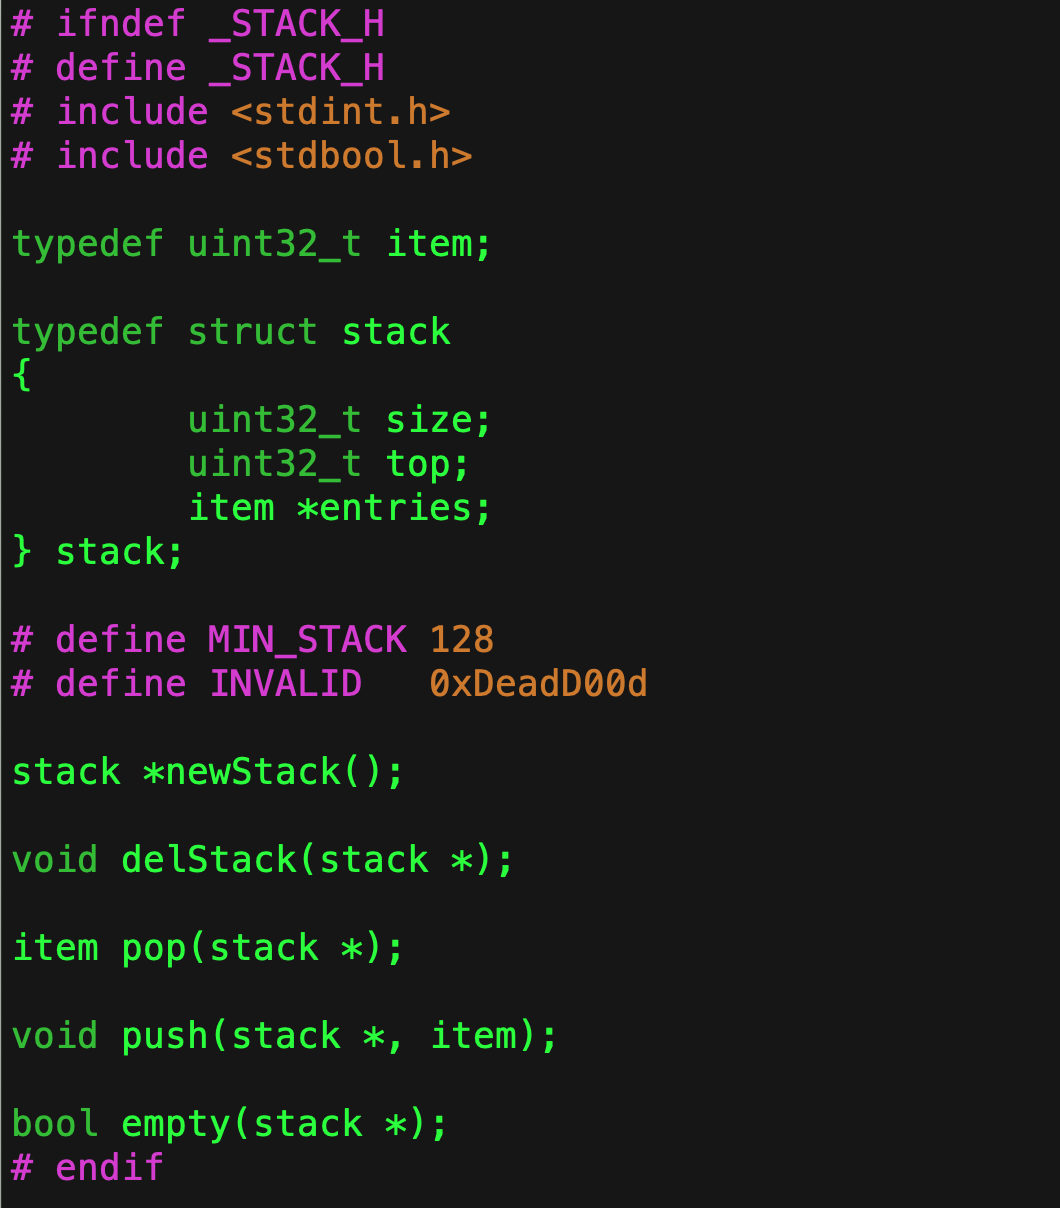 # ifndef _STACK_H
# define _STACK_H
# include <stdint.h>
# include <stdbool.h>

typedef uint32_t item;

typedef struct stack
{
        uint32_t size;
        uint32_t top;
        item *entries;
} stack;

# define MIN_STACK 128
# define INVALID   0xDeadD00d

stack *newStack();

void delStack(stack *);

item pop(stack *);

void push(stack *, item);

bool empty(stack *);
# endif